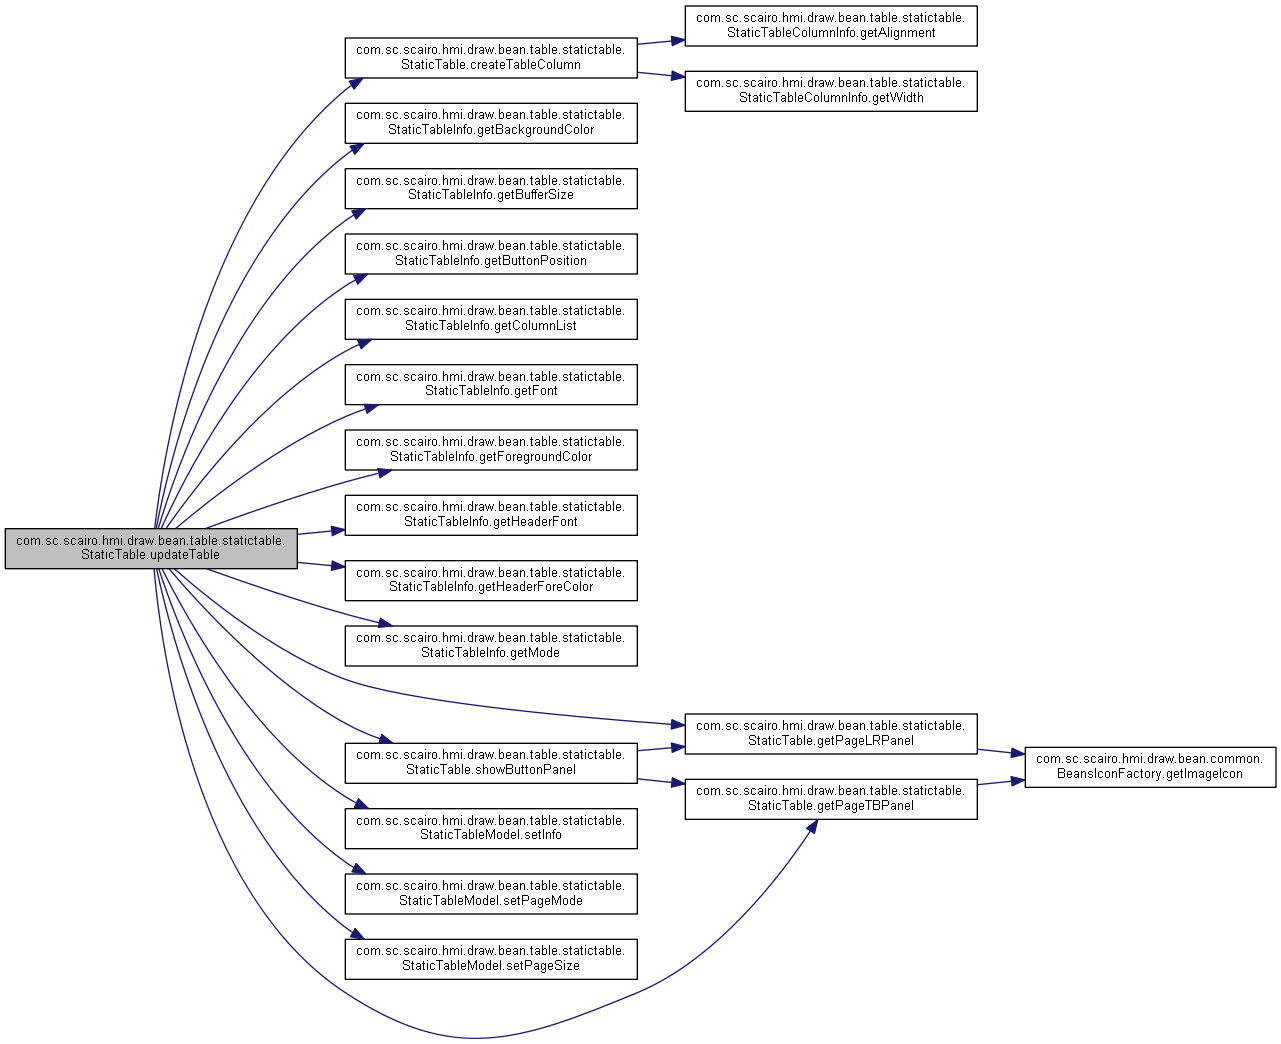 com.sc.scairo.hmi.draw.bean.table.statictable.
StaticTable.updateTable
com.sc.scairo.hmi.draw.bean.table.statictable.
StaticTable.createTableColumn
com.sc.scairo.hmi.draw.bean.table.statictable.
StaticTableInfo.getBackgroundColor
com.sc.scairo.hmi.draw.bean.table.statictable.
StaticTableInfo.getBufferSize
com.sc.scairo.hmi.draw.bean.table.statictable.
StaticTableInfo.getButtonPosition
com.sc.scairo.hmi.draw.bean.table.statictable.
StaticTableInfo.getColumnList
com.sc.scairo.hmi.draw.bean.table.statictable.
StaticTableInfo.getFont
com.sc.scairo.hmi.draw.bean.table.statictable.
StaticTableInfo.getForegroundColor
com.sc.scairo.hmi.draw.bean.table.statictable.
StaticTableInfo.getHeaderFont
com.sc.scairo.hmi.draw.bean.table.statictable.
StaticTableInfo.getHeaderForeColor
com.sc.scairo.hmi.draw.bean.table.statictable.
StaticTableInfo.getMode
com.sc.scairo.hmi.draw.bean.table.statictable.
StaticTable.showButtonPanel
com.sc.scairo.hmi.draw.bean.table.statictable.
StaticTableModel.setInfo
com.sc.scairo.hmi.draw.bean.table.statictable.
StaticTableModel.setPageMode
com.sc.scairo.hmi.draw.bean.table.statictable.
StaticTableModel.setPageSize
com.sc.scairo.hmi.draw.bean.table.statictable.
StaticTableColumnInfo.getAlignment
com.sc.scairo.hmi.draw.bean.table.statictable.
StaticTableColumnInfo.getWidth
com.sc.scairo.hmi.draw.bean.table.statictable.
StaticTable.getPageLRPanel
com.sc.scairo.hmi.draw.bean.table.statictable.
StaticTable.getPageTBPanel
com.sc.scairo.hmi.draw.bean.common.
BeansIconFactory.getImageIcon